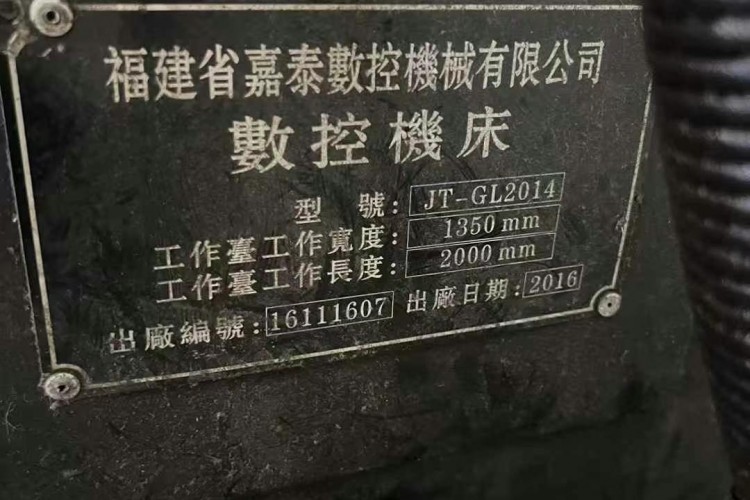 福建省嘉泰數控機械有限公司
數控機床
型 號：JT-GL2014
工作臺工作寬度：1350mm
工作臺工作長度：2000mm
出廠編號：16111607 出廠日期：2016